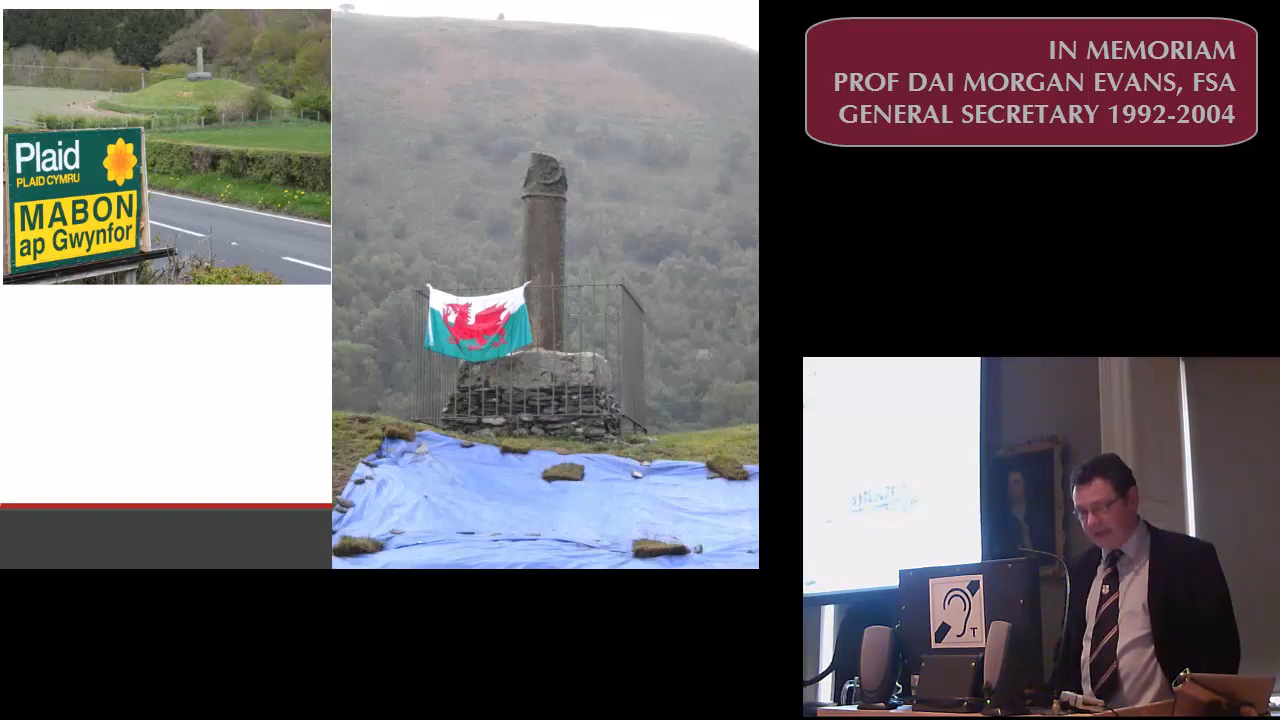 Plaid
PLAID CYMRU
MABON
ap Gwynfor
IN MEMORIAM
PROF DAI MORGAN EVANS, FSA
GENERAL SECRETARY 1992-2004
T